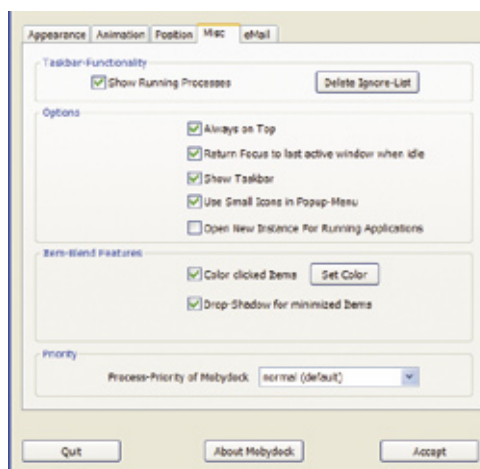 Appearance Animation Position Misc eMail
Taskbar-Functionality
Show Running Processes Delete Ignore-List
Options
Always on Top
Return Focus to last active window when idle
Show Taskbar
Use Small Icons in Popup-Menu
Open New Instance For Running Applications
Item-Blend Features
Color clicked Items Set Color
Drop-Shadow for minimized Items
Priority
Process-Priority of Mobydock normal (default)
Quit About Mobydock Accept